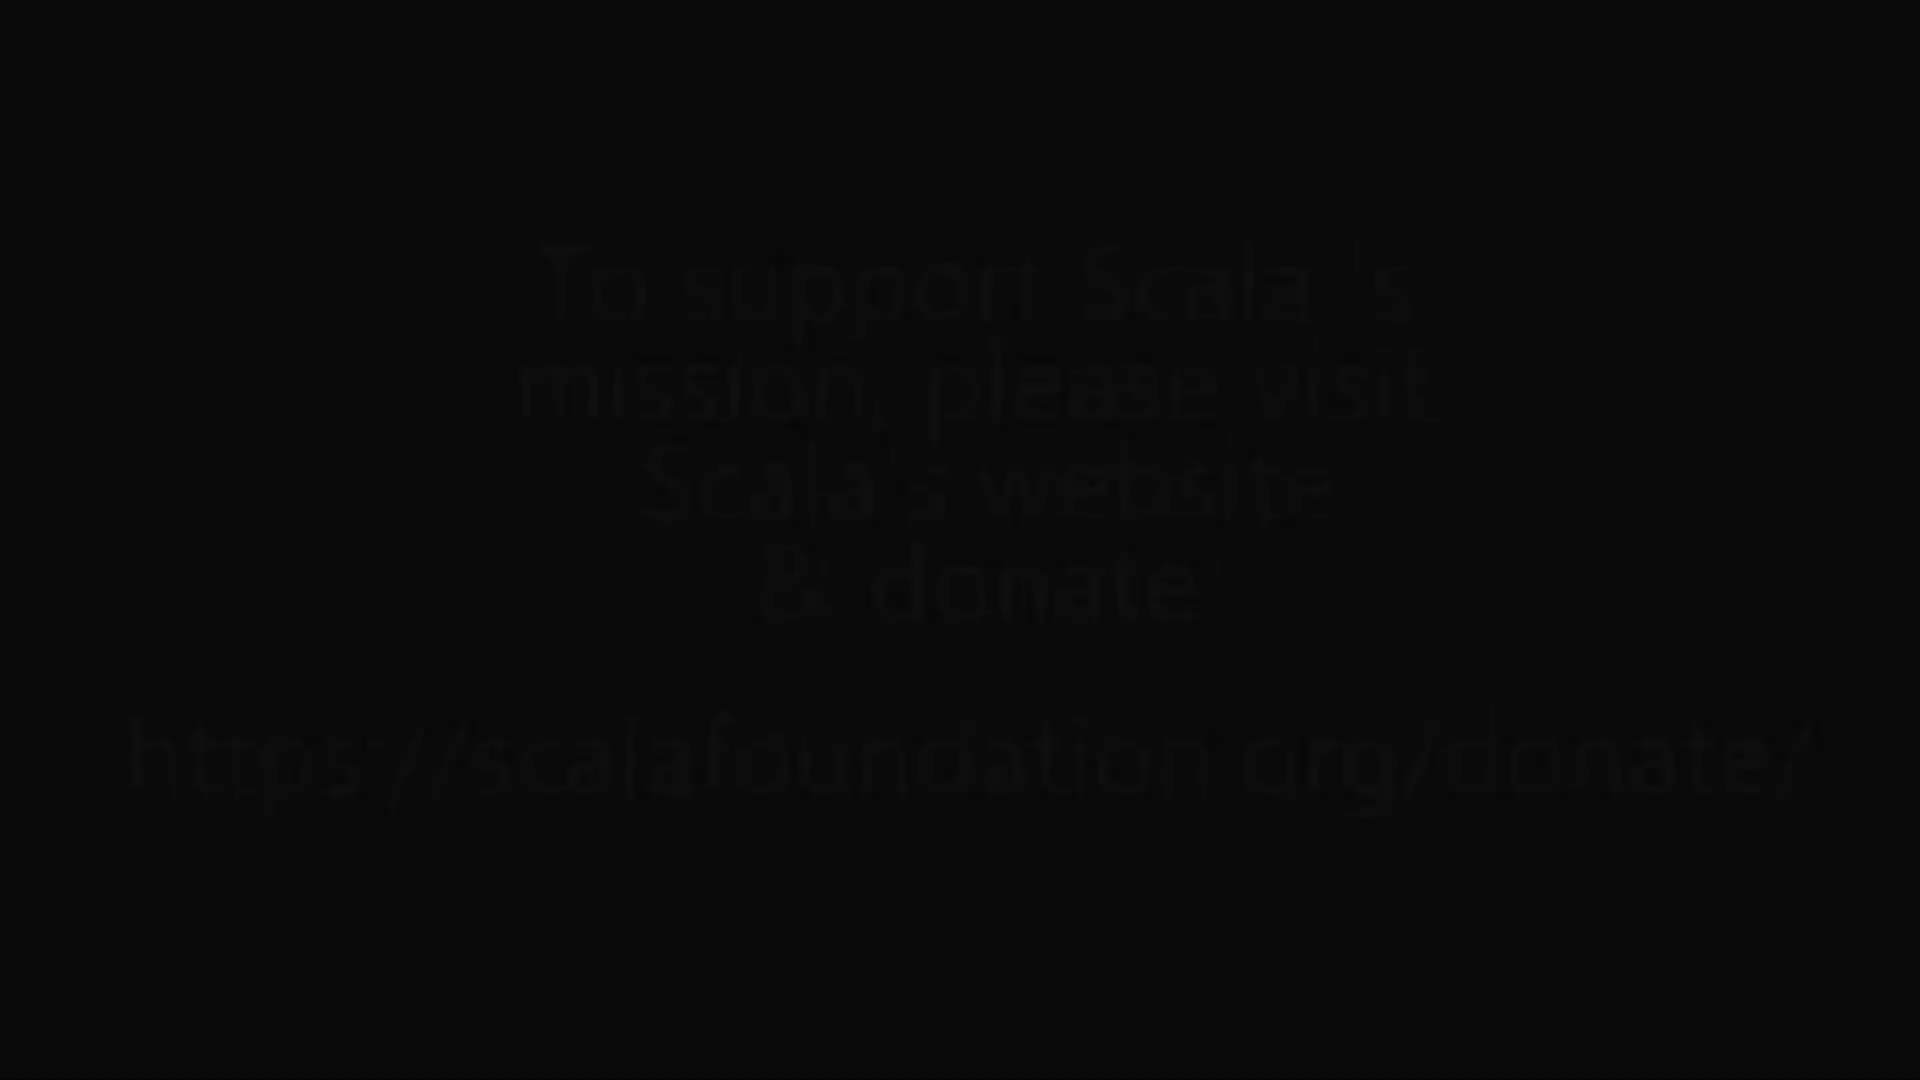 To support Scala 's
mission, please visit
Scala's website
& donate:
https://scalafoundation.org/donate/